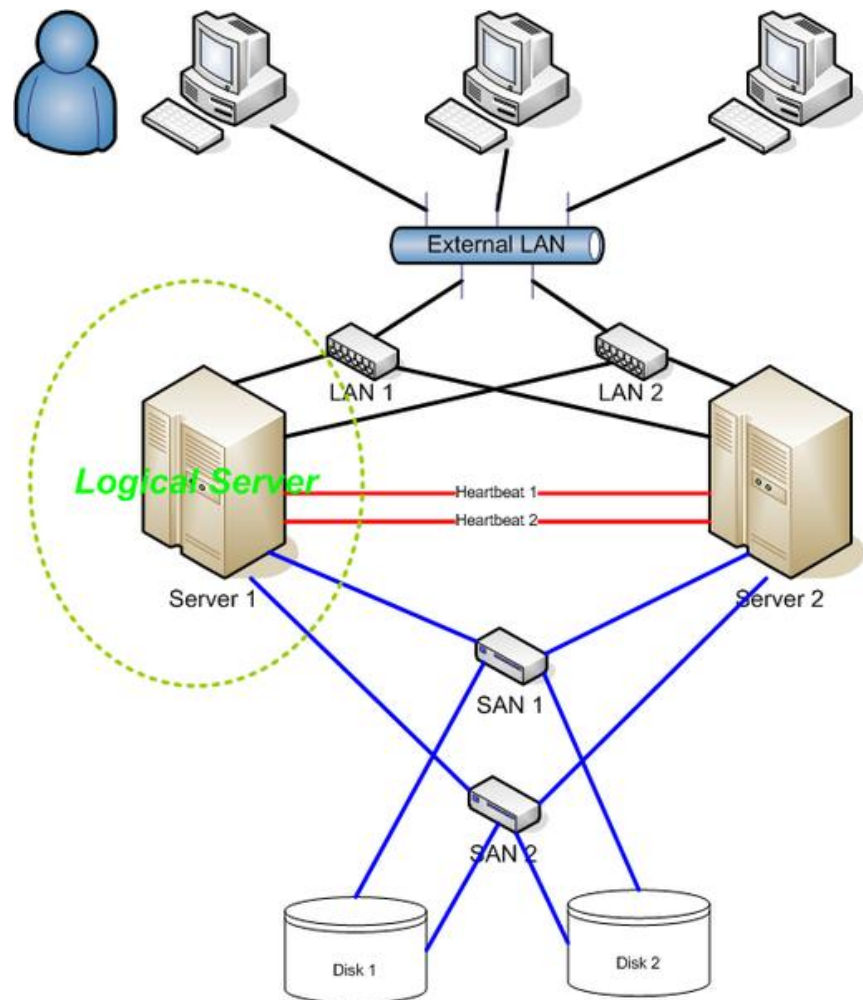 External LAN
LAN 1
LAN 2
Logical Server
Heartbeat 1
Heartbeat 2
Server 1
Server 2
SAN 1
SAN 2
Disk 1
Disk 2